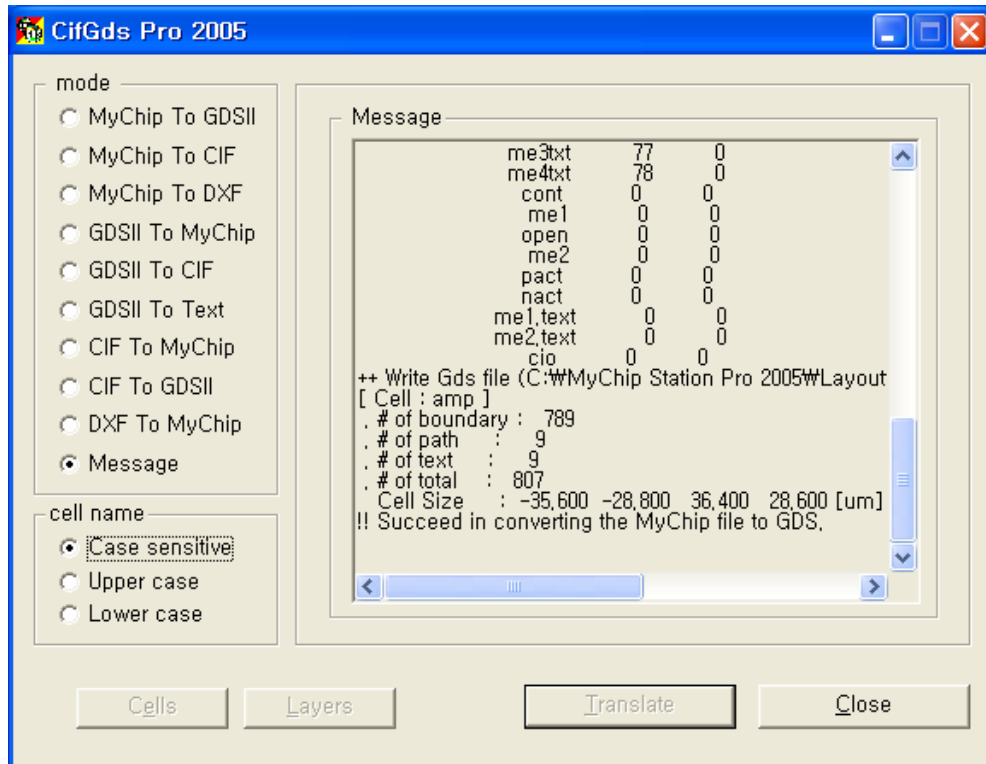 CifGds Pro 2005
mode
MyChip To GDSII
MyChip To CIF
MyChip To DXF
GDSII To MyChip
GDSII To CIF
GDSII To Text
CIF To MyChip
CIF To GDSII
DXF To MyChip
Message
cell name
Case sensitive
Upper case
Lower case
Message
me3txt 77 0
me4txt 78 0
cont 0 0
me1 0 0
open 0 0
me2 0 0
pact 0 0
nact 0 0
me1.text 0 0
me2.text 0 0
cio 0 0
++ Write Gds file (C:₩MyChip Station Pro 2005₩Layout
[ Cell : amp ]
. # of boundary : 789
. # of path : 9
. # of text : 9
. # of total : 807
Cell Size : -35.600 -28.800 36.400 28.600 [um]
!! Succeed in converting the MyChip file to GDS.
Cells
Layers
Translate
Close